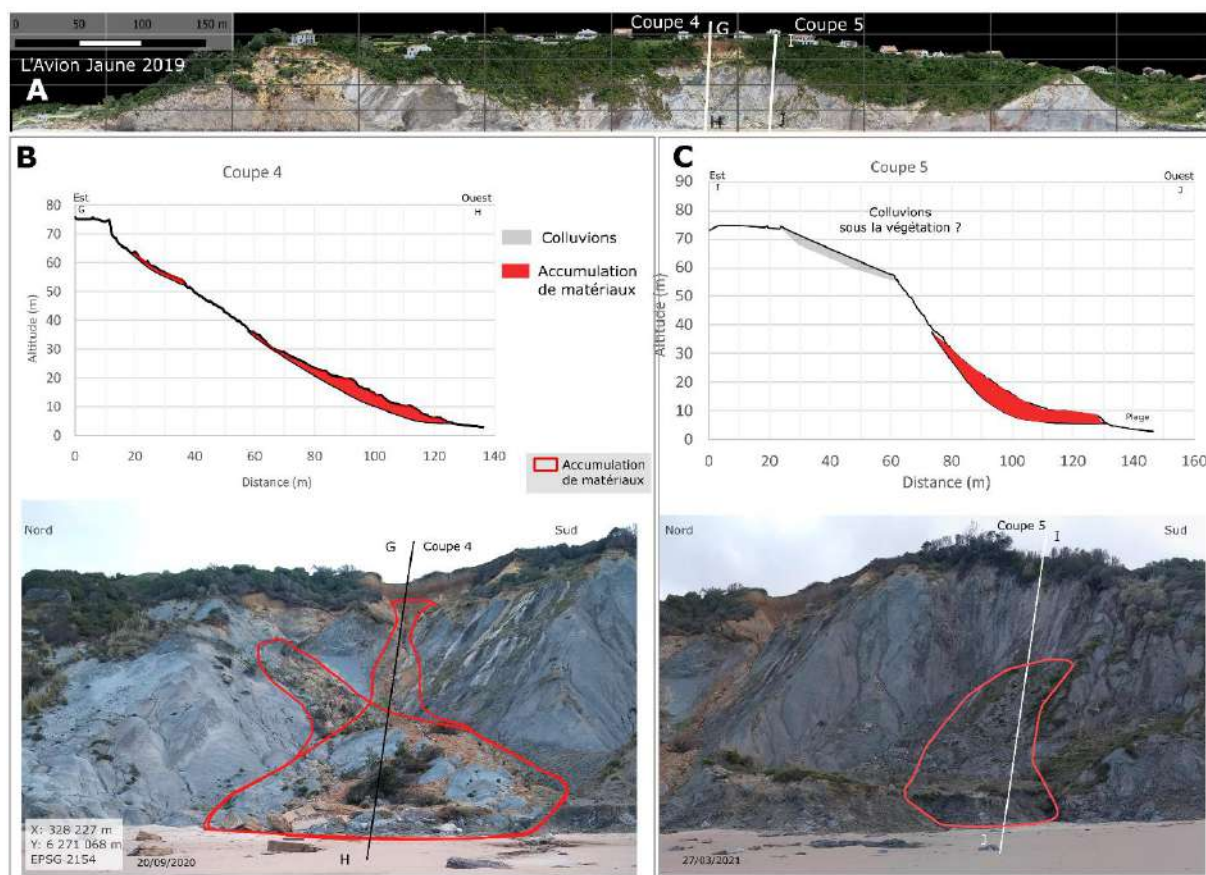 0 50 100 150 m
Coupe 4
G
Coupe 5
I
L'Avion Jaune 2019
A
H
J
B
Coupe 4
Est
G
Ouest
H
80
70
60
50
40
30
20
10
0
Altitude (m)
0 20 40 60 80 100 120 140
Distance (m)
Colluvions
Accumulation
de matériaux
Accumulation
de matériaux
Nord
Sud
G
Coupe 4
H
X: 328 227 m
Y: 6 271 068 m
EPSG 2154
20/09/2020
C
Coupe 5
Est
I
Ouest
J
90
80
70
60
50
40
30
20
10
0
Altitude (m)
Colluvions
sous la végétation ?
Plage
0 20 40 60 80 100 120 140 160
Distance (m)
Nord
Coupe 5
I
Sud
J
27/03/2021